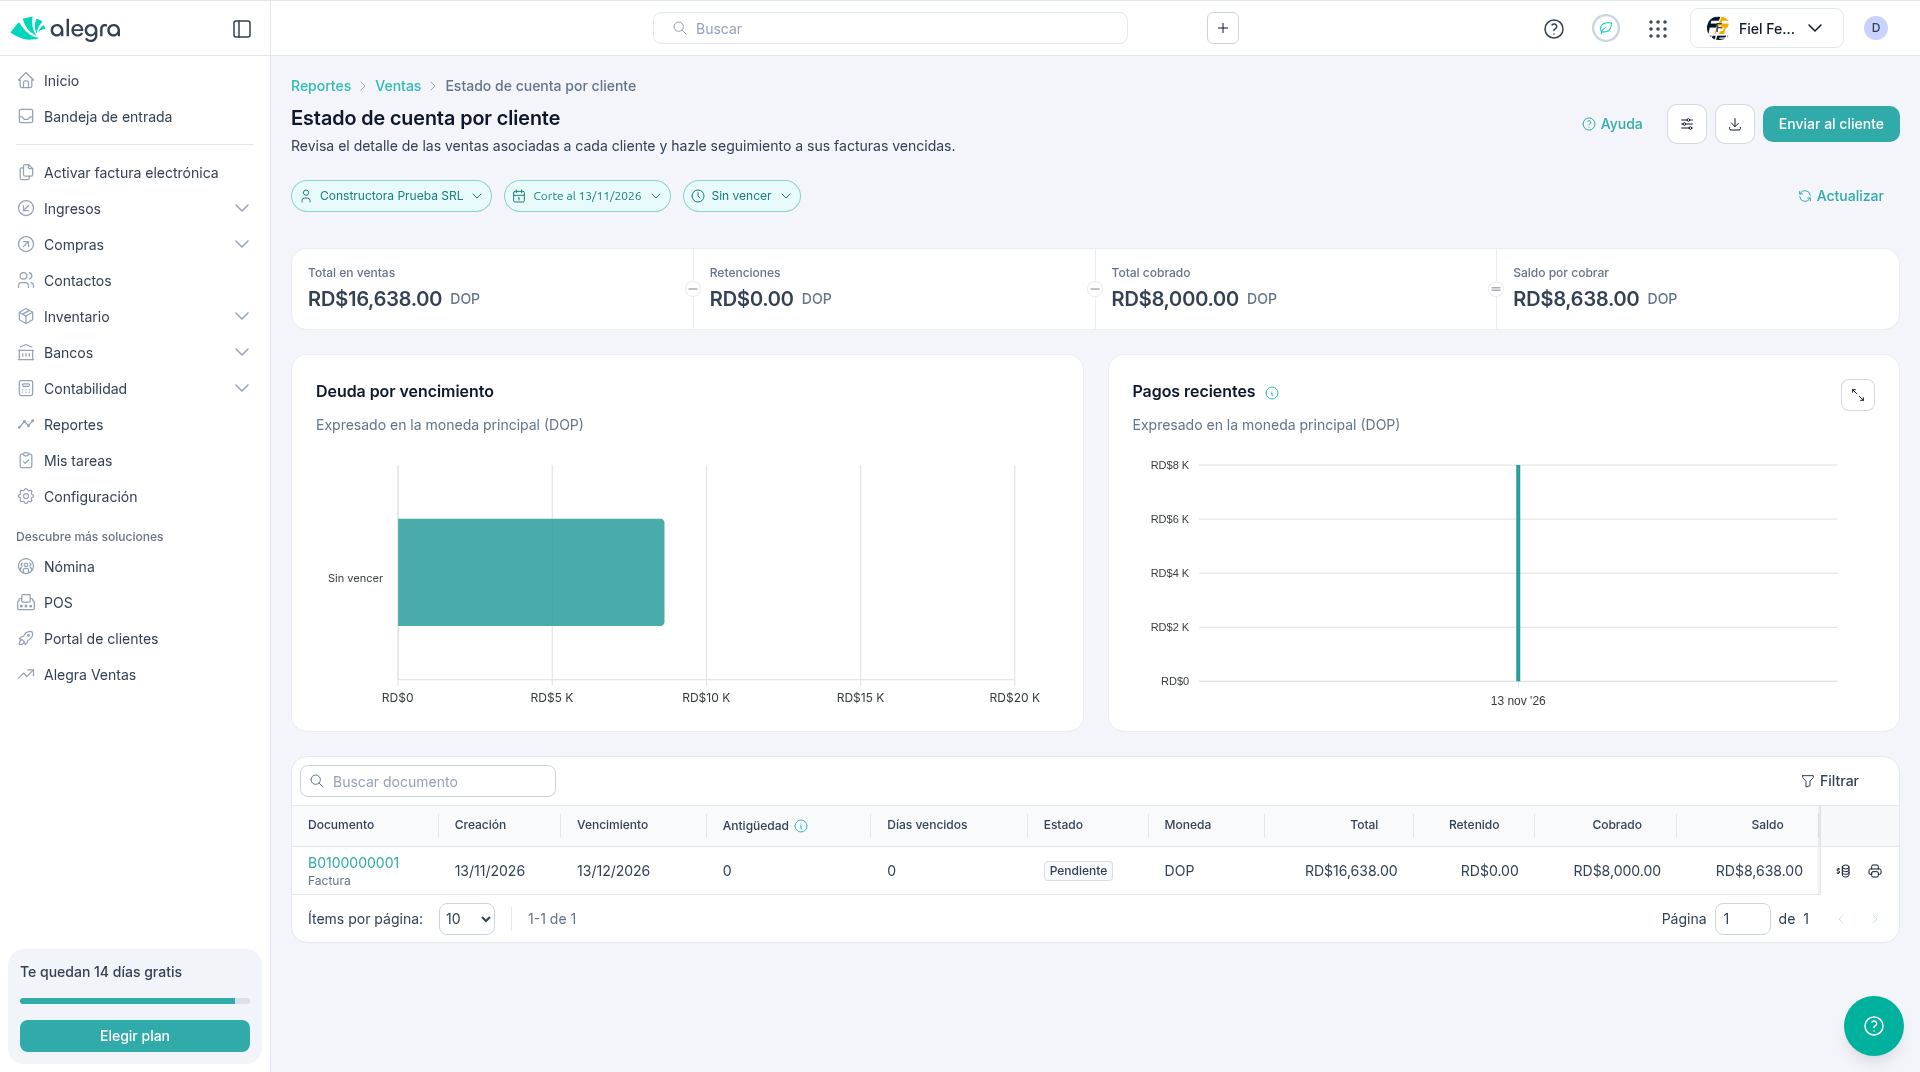 alegra
Buscar
Fiel Fe...
D
Inicio
Bandeja de entrada
Activar factura electrónica
Ingresos
Compras
Contactos
Inventario
Bancos
Contabilidad
Reportes
Mis tareas
Configuración
Descubre más soluciones
Nómina
POS
Portal de clientes
Alegra Ventas
Te quedan 14 días gratis
Elegir plan
Reportes > Ventas > Estado de cuenta por cliente
Estado de cuenta por cliente
Revisa el detalle de las ventas asociadas a cada cliente y hazle seguimiento a sus facturas vencidas.
Ayuda
Enviar al cliente
Constructora Prueba SRL
Corte al 13/11/2026
Sin vencer
Actualizar
Total en ventas
RD$16,638.00 DOP
Retenciones
RD$0.00 DOP
Total cobrado
RD$8,000.00 DOP
Saldo por cobrar
RD$8,638.00 DOP
Deuda por vencimiento
Expresado en la moneda principal (DOP)
Sin vencer
RD$0 RD$5 K RD$10 K RD$15 K RD$20 K
Pagos recientes
Expresado en la moneda principal (DOP)
RD$8 K
RD$6 K
RD$4 K
RD$2 K
RD$0
13 nov '26
Buscar documento
Filtrar
Documento Creación Vencimiento Antigüedad Días vencidos Estado Moneda Total Retenido Cobrado Saldo
B0100000001 13/11/2026 13/12/2026 0 0 Pendiente DOP RD$16,638.00 RD$0.00 RD$8,000.00 RD$8,638.00
Factura
Ítems por página: 10 1-1 de 1 Página 1 de 1